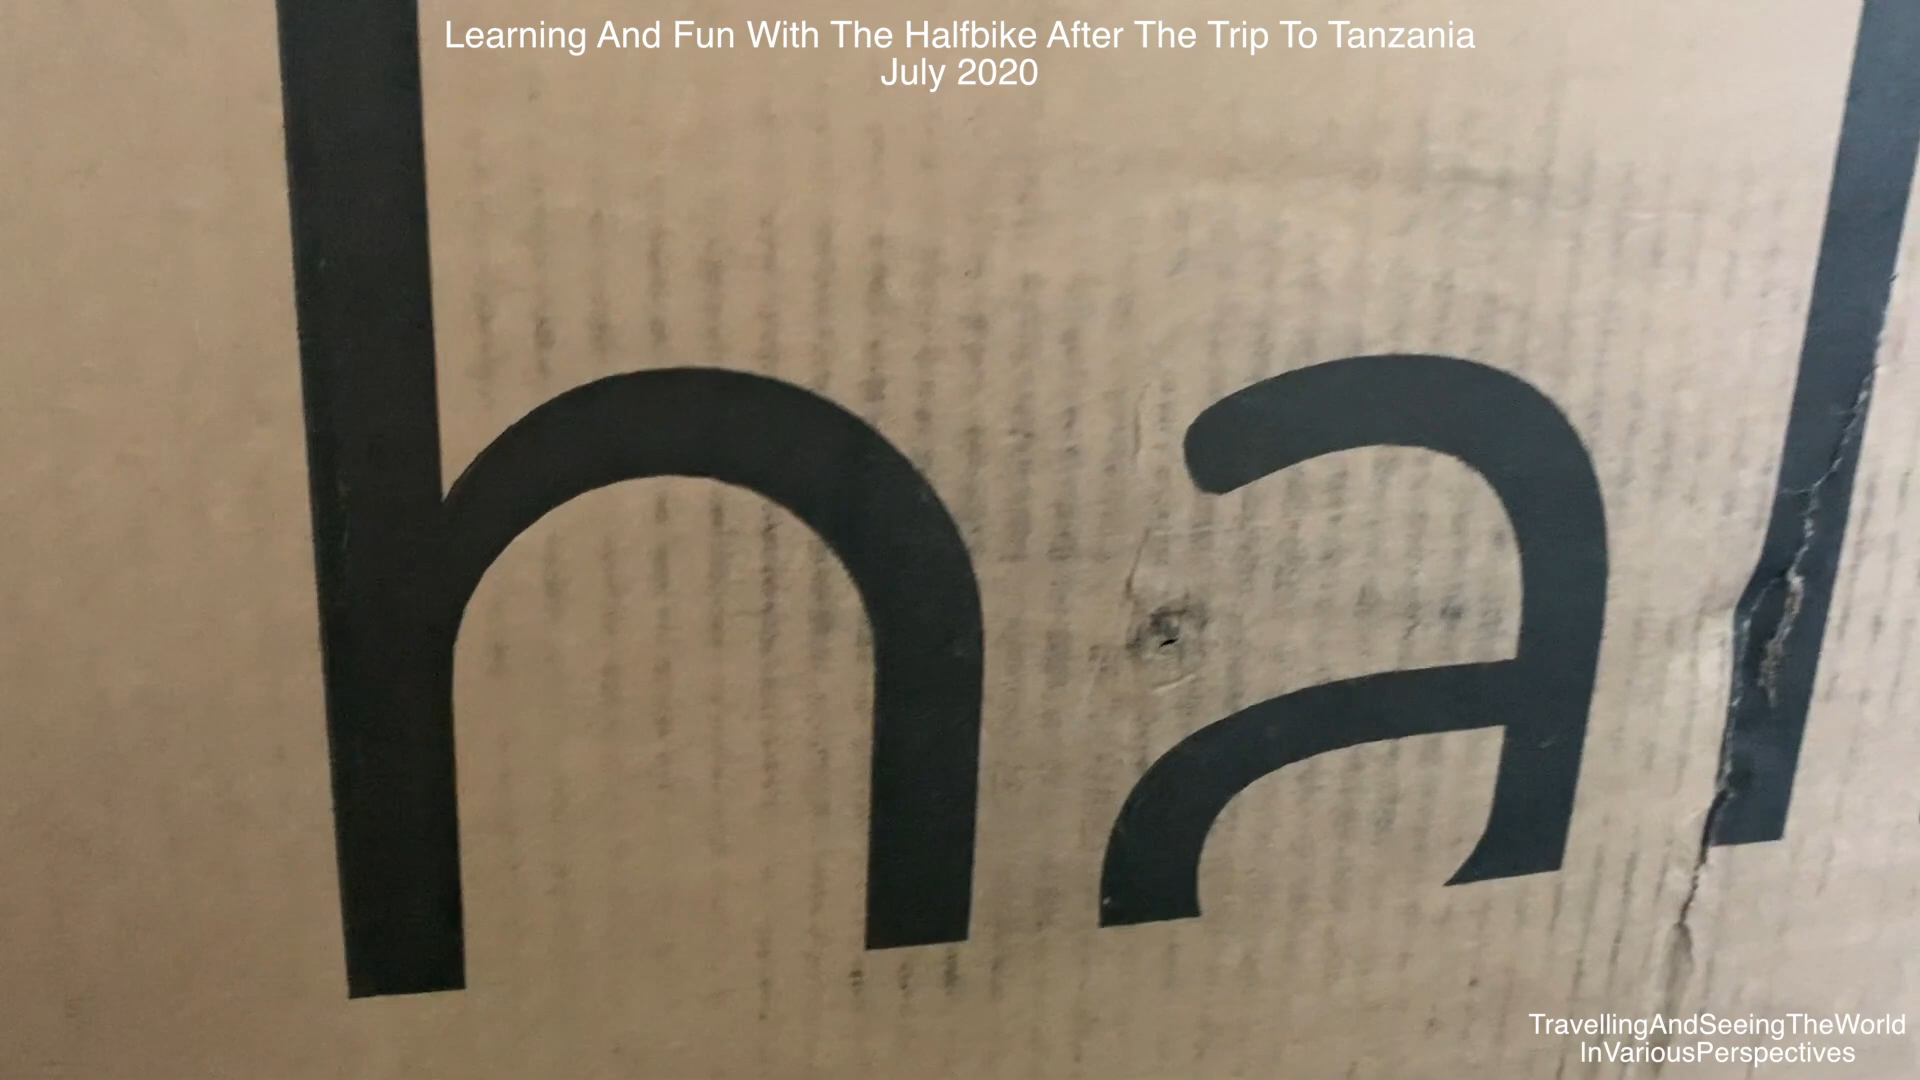 Learning And Fun With The Halfbike After The Trip To Tanzania
July 2020
hal
TravellingAndSeeingTheWorld
InVariousPerspectives